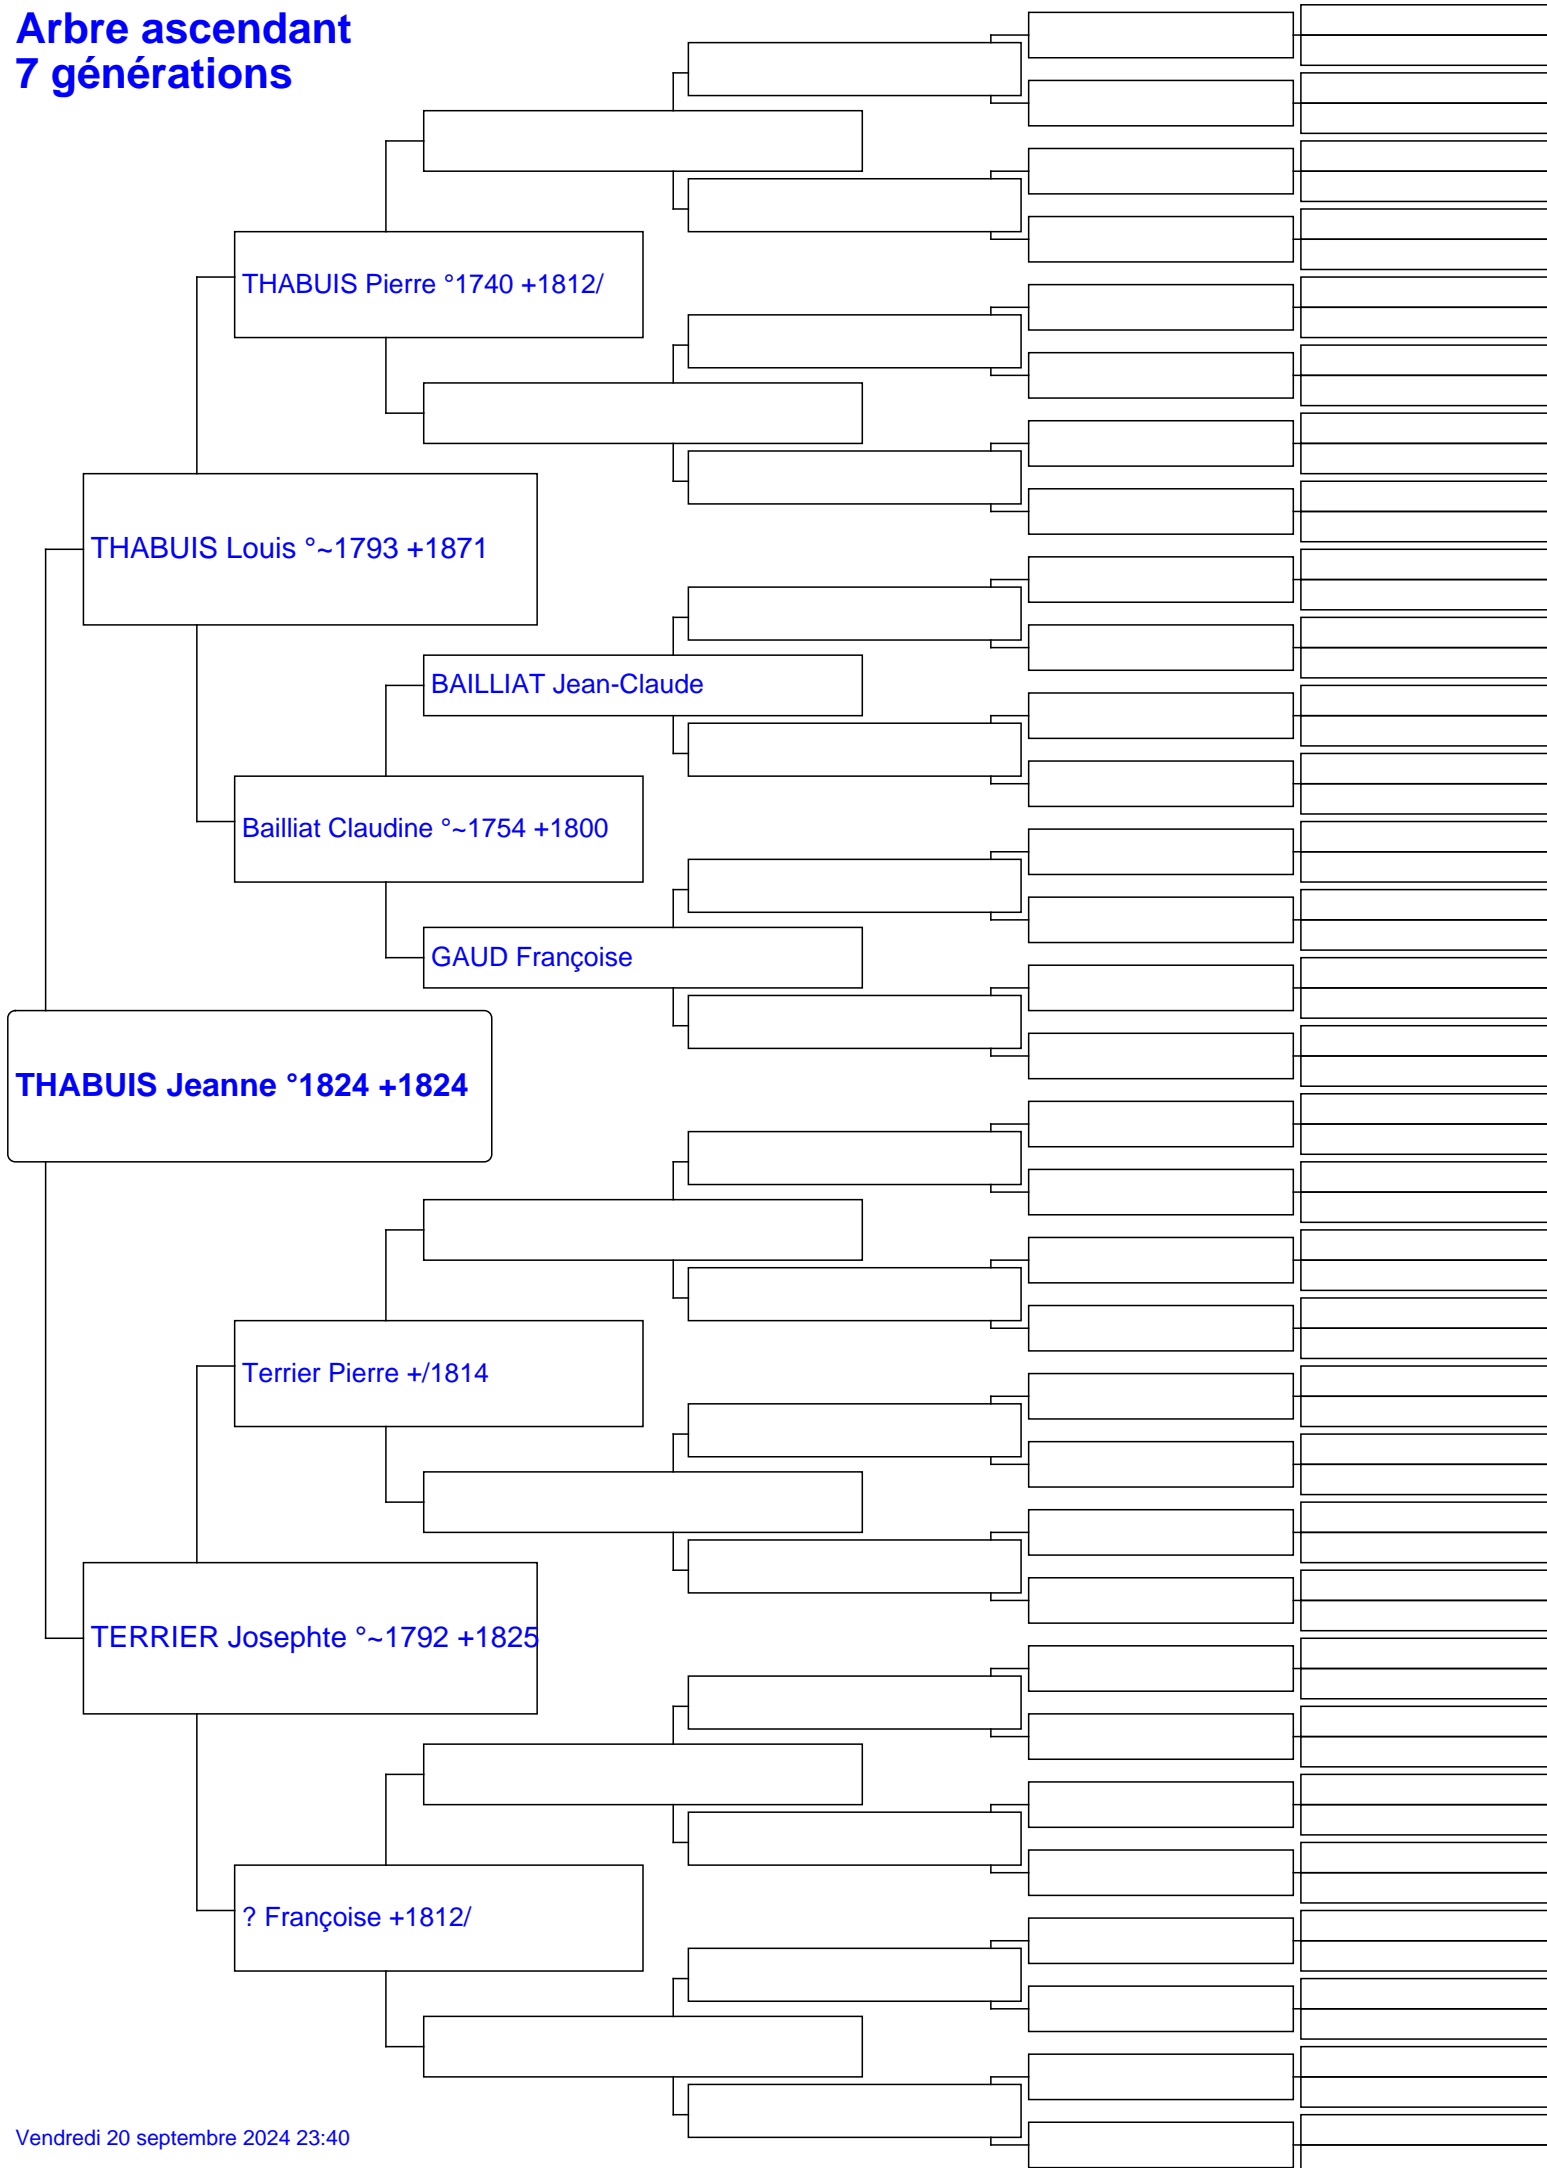 Arbre ascendant
7 générations
THABUIS Pierre °1740 +1812/
THABUIS Louis °~1793 +1871
BAILLIAT Jean-Claude
Bailliat Claudine °~1754 +1800
GAUD Françoise
THABUIS Jeanne °1824 +1824
Terrier Pierre +/1814
TERRIER Josephte °~1792 +1825
? Françoise +1812/
Vendredi 20 septembre 2024 23:40